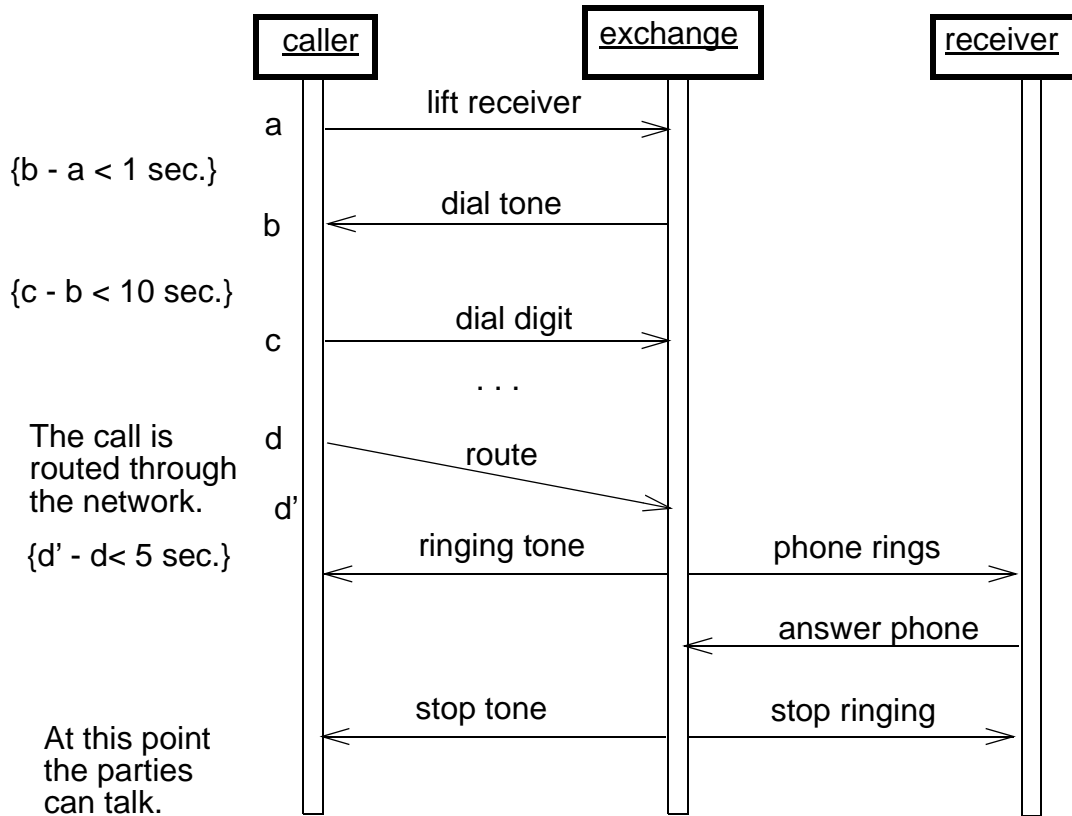 caller
exchange
receiver
lift receiver
a
{b - a < 1 sec.}
dial tone
b
{c - b < 10 sec.}
dial digit
c
. . .
The call is
routed through
the network.
d
route
d’
{d’ - d< 5 sec.}
ringing tone
phone rings
answer phone
stop tone
stop ringing
At this point
the parties
can talk.